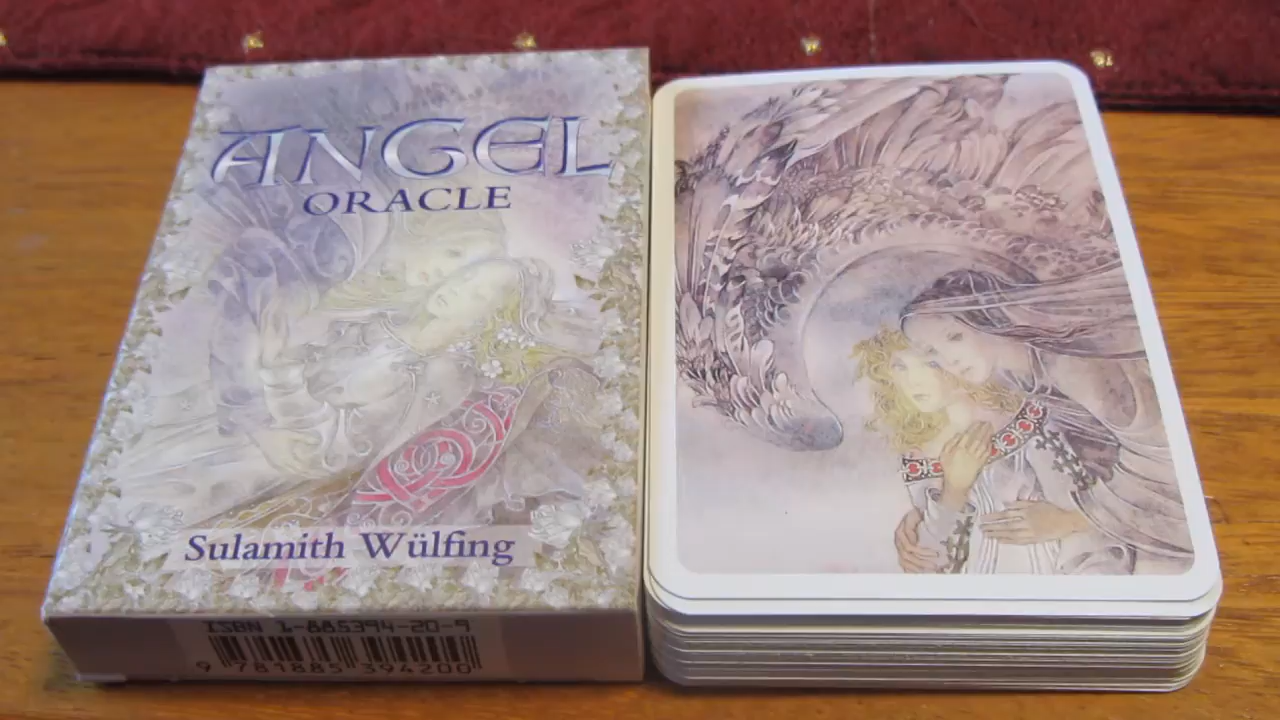 ANGEL
ORACLE
Sulamith Wülfing
ISBN 1-885394-20-9
9 781885 394200